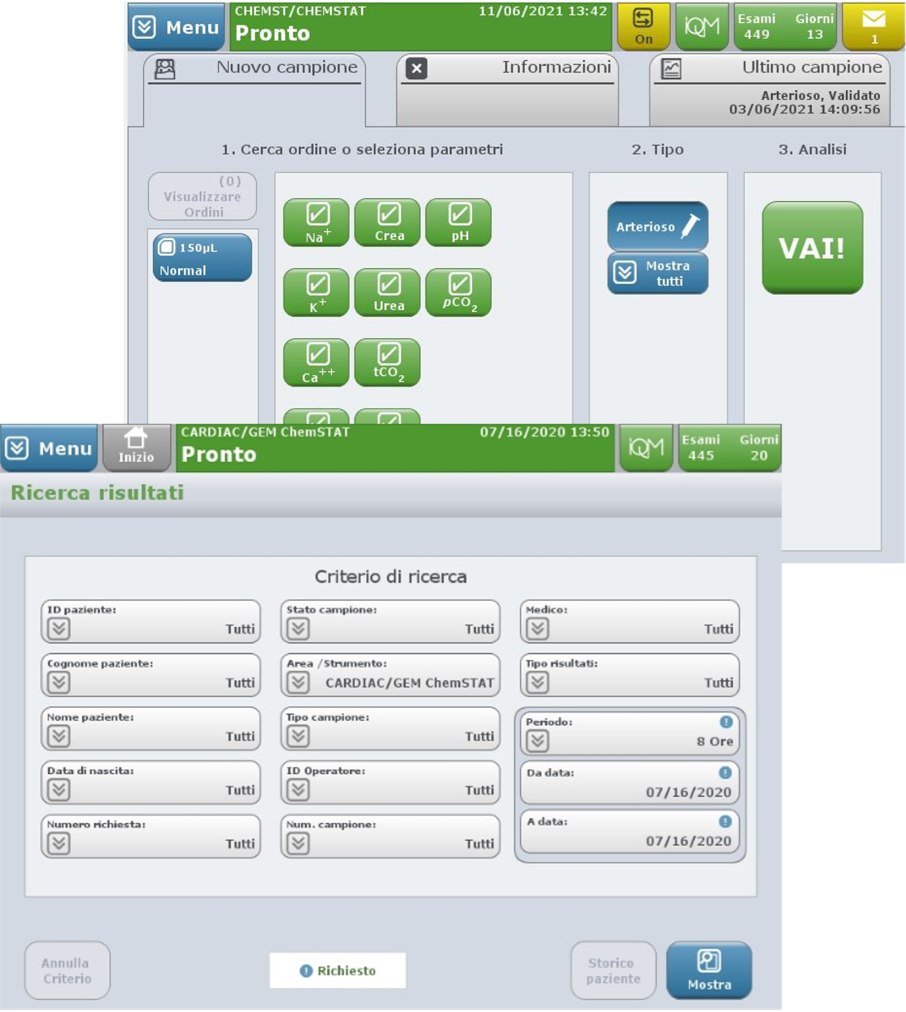 Menu
CHEMST/CHEMSTAT 11/06/2021 13:42
Pronto
On
iQM
Esami Giorni
449 13
1
Nuovo campione
Informazioni
Ultimo campione
Arterioso, Validato
03/06/2021 14:09:56
1. Cerca ordine o seleziona parametri
2. Tipo
3. Analisi
(0)
Visualizzare
Ordini
150µL
Normal
Na+ Crea pH
K+ Urea pCO2
Ca++ tCO2
Arterioso
Mostra
tutti
VAI!
Menu
Inizio
CARDIAC/GEM ChemSTAT 07/16/2020 13:50
Pronto
iQM
Esami Giorni
445 20
Ricerca risultati
Criterio di ricerca
ID paziente:
Tutti
Stato campione:
Tutti
Medico:
Tutti
Cognome paziente:
Tutti
Area /Strumento:
CARDIAC/GEM ChemSTAT
Tipo risultati:
Tutti
Nome paziente:
Tutti
Tipo campione:
Tutti
Periodo:
8 Ore
Data di nascita:
Tutti
ID Operatore:
Tutti
Da data:
07/16/2020
Numero richiesta:
Tutti
Num. campione:
Tutti
A data:
07/16/2020
Annulla
Criterio
Richiesto
Storico
paziente
Mostra